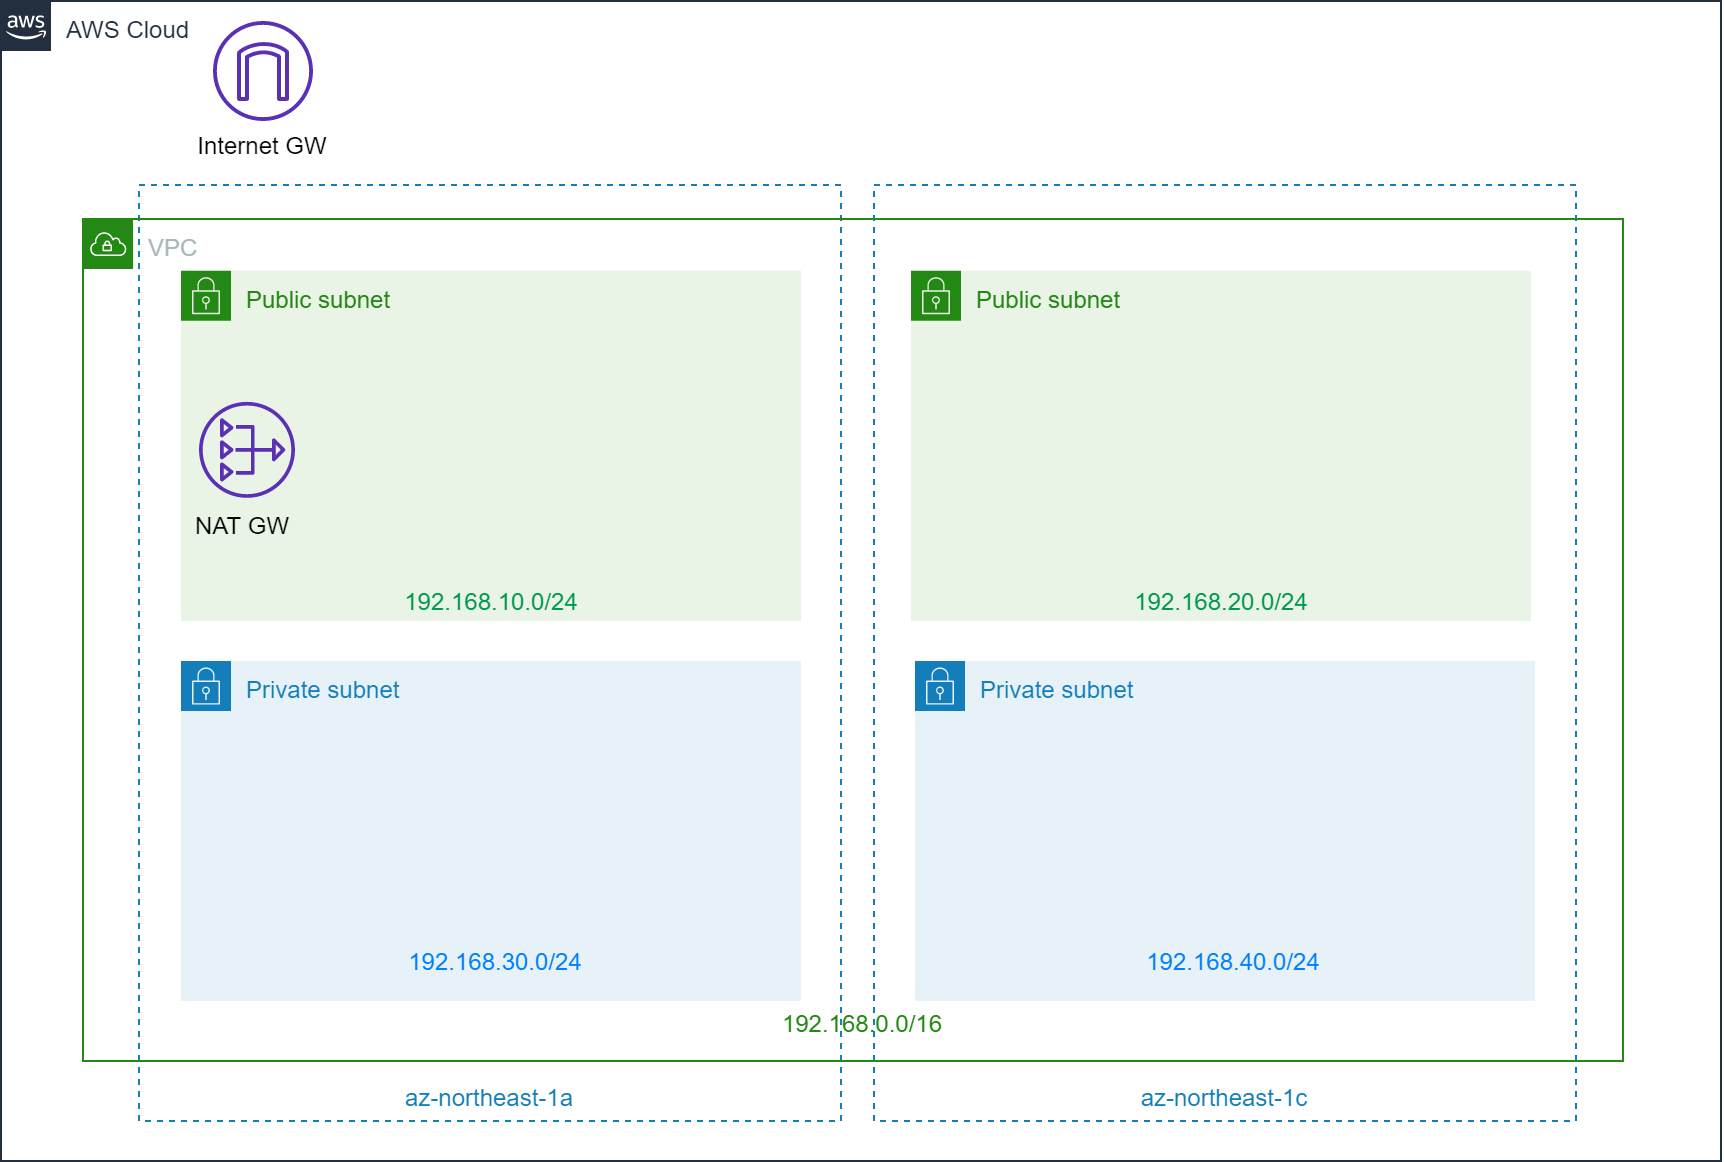 aws
AWS Cloud
Internet GW
VPC
Public subnet
Public subnet
NAT GW
192.168.10.0/24
192.168.20.0/24
Private subnet
Private subnet
192.168.30.0/24
192.168.40.0/24
192.168.0.0/16
az-northeast-1a
az-northeast-1c